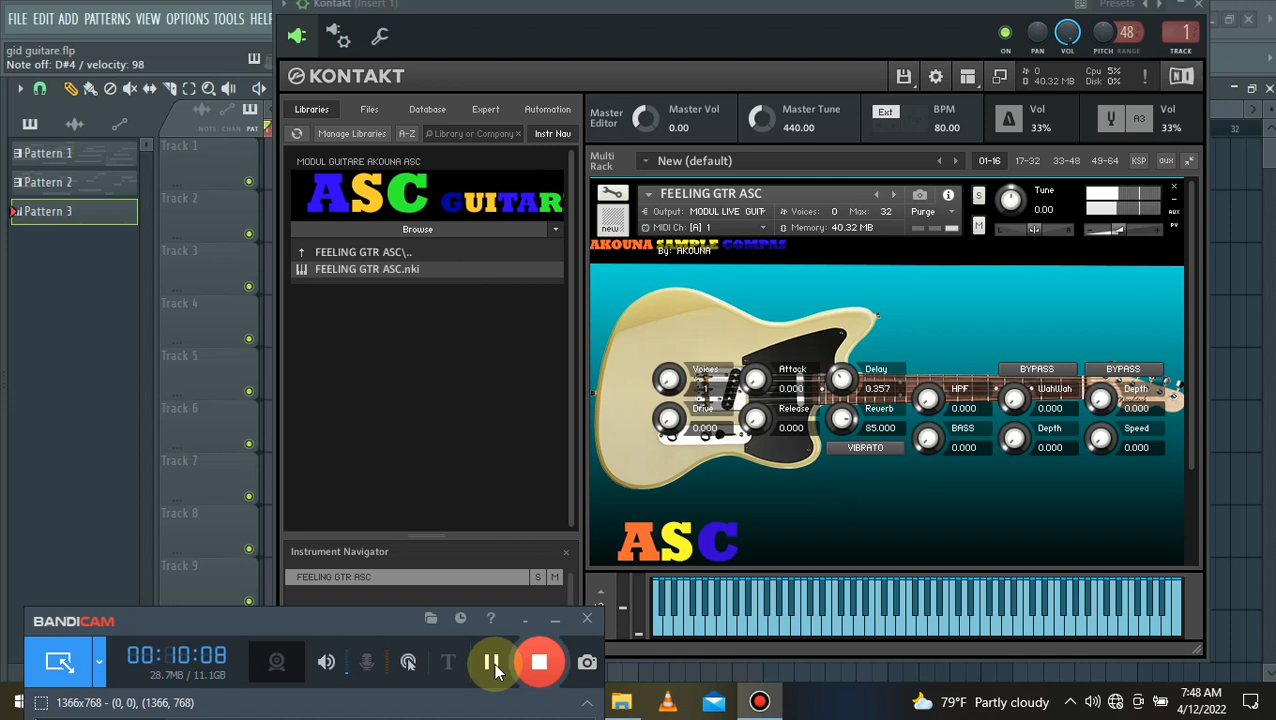 Kontakt (Insert 1)
Presets
FILE EDIT ADD PATTERNS VIEW OPTIONS TOOLS HELP
gid guitare.flp
Note off: D#4 / velocity: 98
ON
PAN
VOL
PITCH RANGE
48
1
TRACK
KONTAKT
0
40.32 MB
Cpu 5%
Disk 0%
!
NI
Libraries
Files
Database
Expert
Automation
Master
Editor
Master Vol
0.00
Master Tune
440.00
Ext
BPM
80.00
Vol
33%
A3
Vol
33%
Manage Libraries
A-Z
Library or Company
Instr Nav
NOTE CHAN PAT
32
Multi
Rack
New (default)
01-16
17-32
33-48
49-64
KSP
AUX
Pattern 1
Pattern 2
Pattern 3
Track 1
Track 2
Track 3
Track 4
Track 5
Track 6
Track 7
Track 8
Track 9
MODUL GUITARE AKOUNA ASC
ASC GUITAR
Browse
FEELING GTR ASC\..
FEELING GTR ASC.nki
FEELING GTR ASC
S
M
Tune
0.00
Output: MODUL LIVE GUIT
Voices: 0
Max: 32
Purge
new
MIDI Ch: [A] 1
Memory: 40.32 MB
L
R
AUX
PV
AKOUNA SAMPLE COMPAS
By: AKOUNA
Voices
1
Attack
0.000
Delay
0.357
HPF
0.000
BYPASS
WahWah
0.000
BYPASS
Depth
0.000
Drive
0.000
Release
0.000
Reverb
85.000
VIBRATO
BASS
0.000
Depth
0.000
Speed
0.000
ASC
Instrument Navigator
FEELING GTR ASC
S
M
BANDICAM
00:10:08
28.7MB / 11.1GB
T
1366x768 - (0, 0), (1366, 768)
79°F Partly cloudy
7:48 AM
4/12/2022